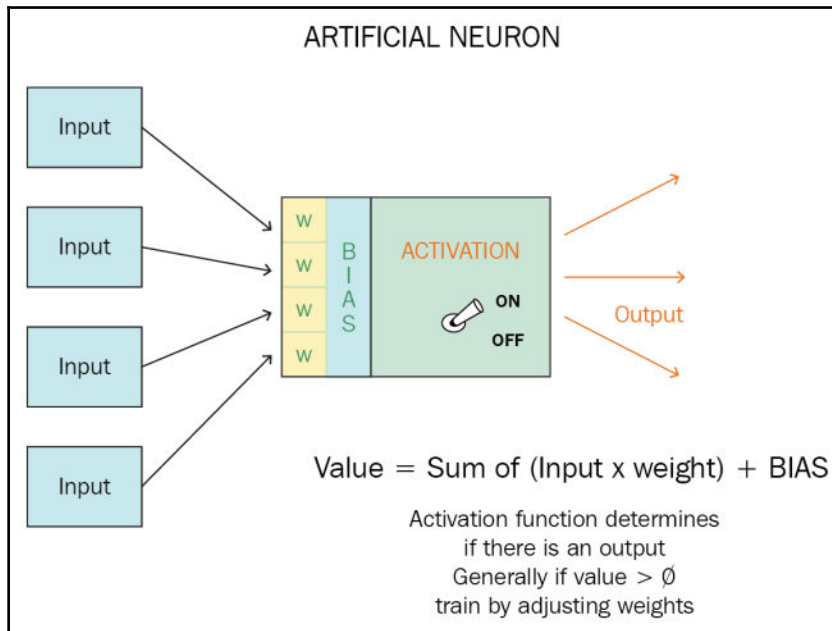 ARTIFICIAL NEURON
Input
Input
Input
Input
W
W
W
W
BIAS
ACTIVATION
ON
OFF
Output
Value = Sum of (Input x weight) + BIAS
Activation function determines
if there is an output
Generally if value > Ø
train by adjusting weights